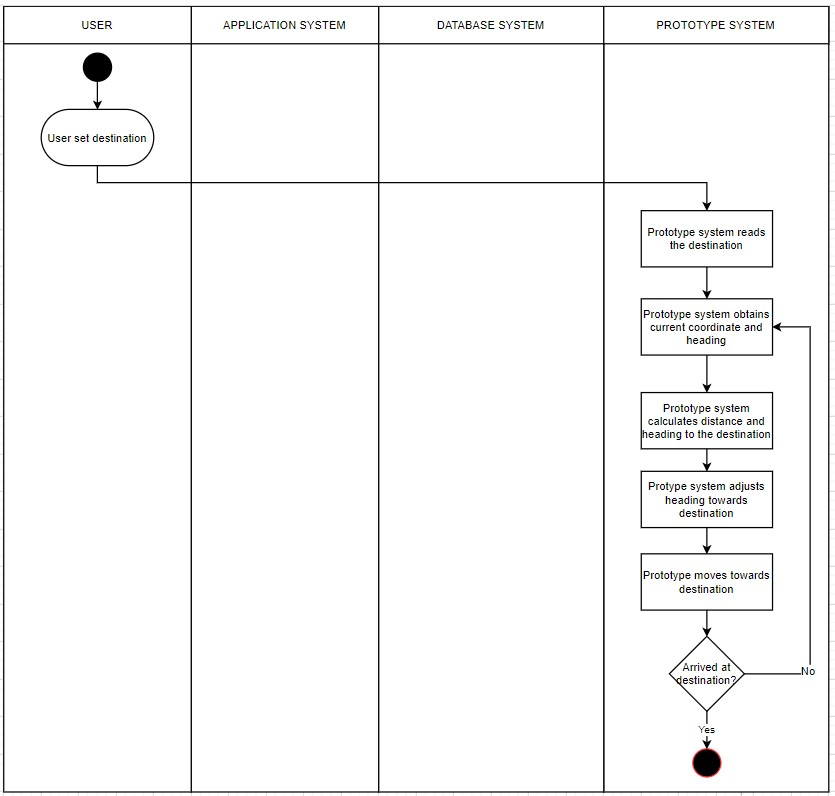 USER
APPLICATION SYSTEM
DATABASE SYSTEM
PROTOTYPE SYSTEM
User set destination
Prototype system reads
the destination
Prototype system obtains
current coordinate and
heading
Prototype system
calculates distance and
heading to the destination
Protype system adjusts
heading towards
destination
Prototype moves towards
destination
Arrived at
destination?
No
Yes